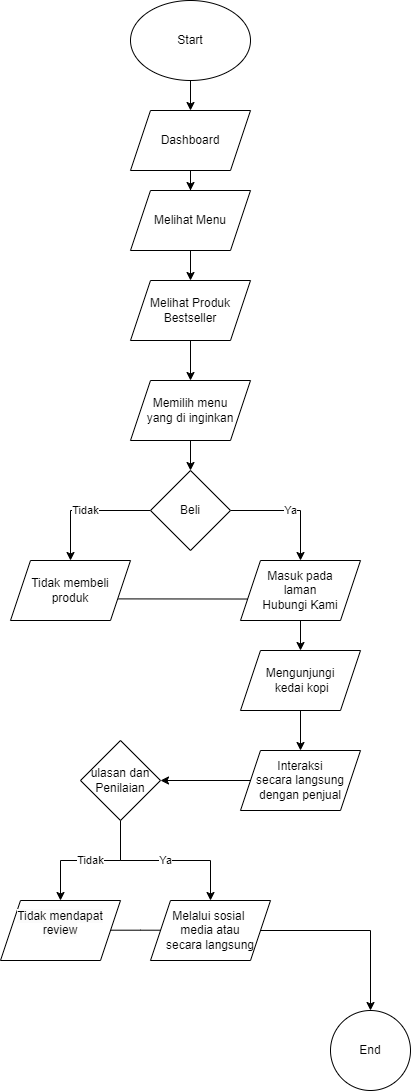 Start
Dashboard
Melihat Menu
Melihat Produk
Bestseller
Memilih menu
yang di inginkan
Beli
Tidak
Ya
Tidak membeli
produk
Masuk pada
laman
Hubungi Kami
Mengunjungi
kedai kopi
Interaksi
secara langsung
dengan penjual
ulasan dan
Penilaian
Tidak
Ya
Tidak mendapat
review
Melalui sosial
media atau
secara langsung
End